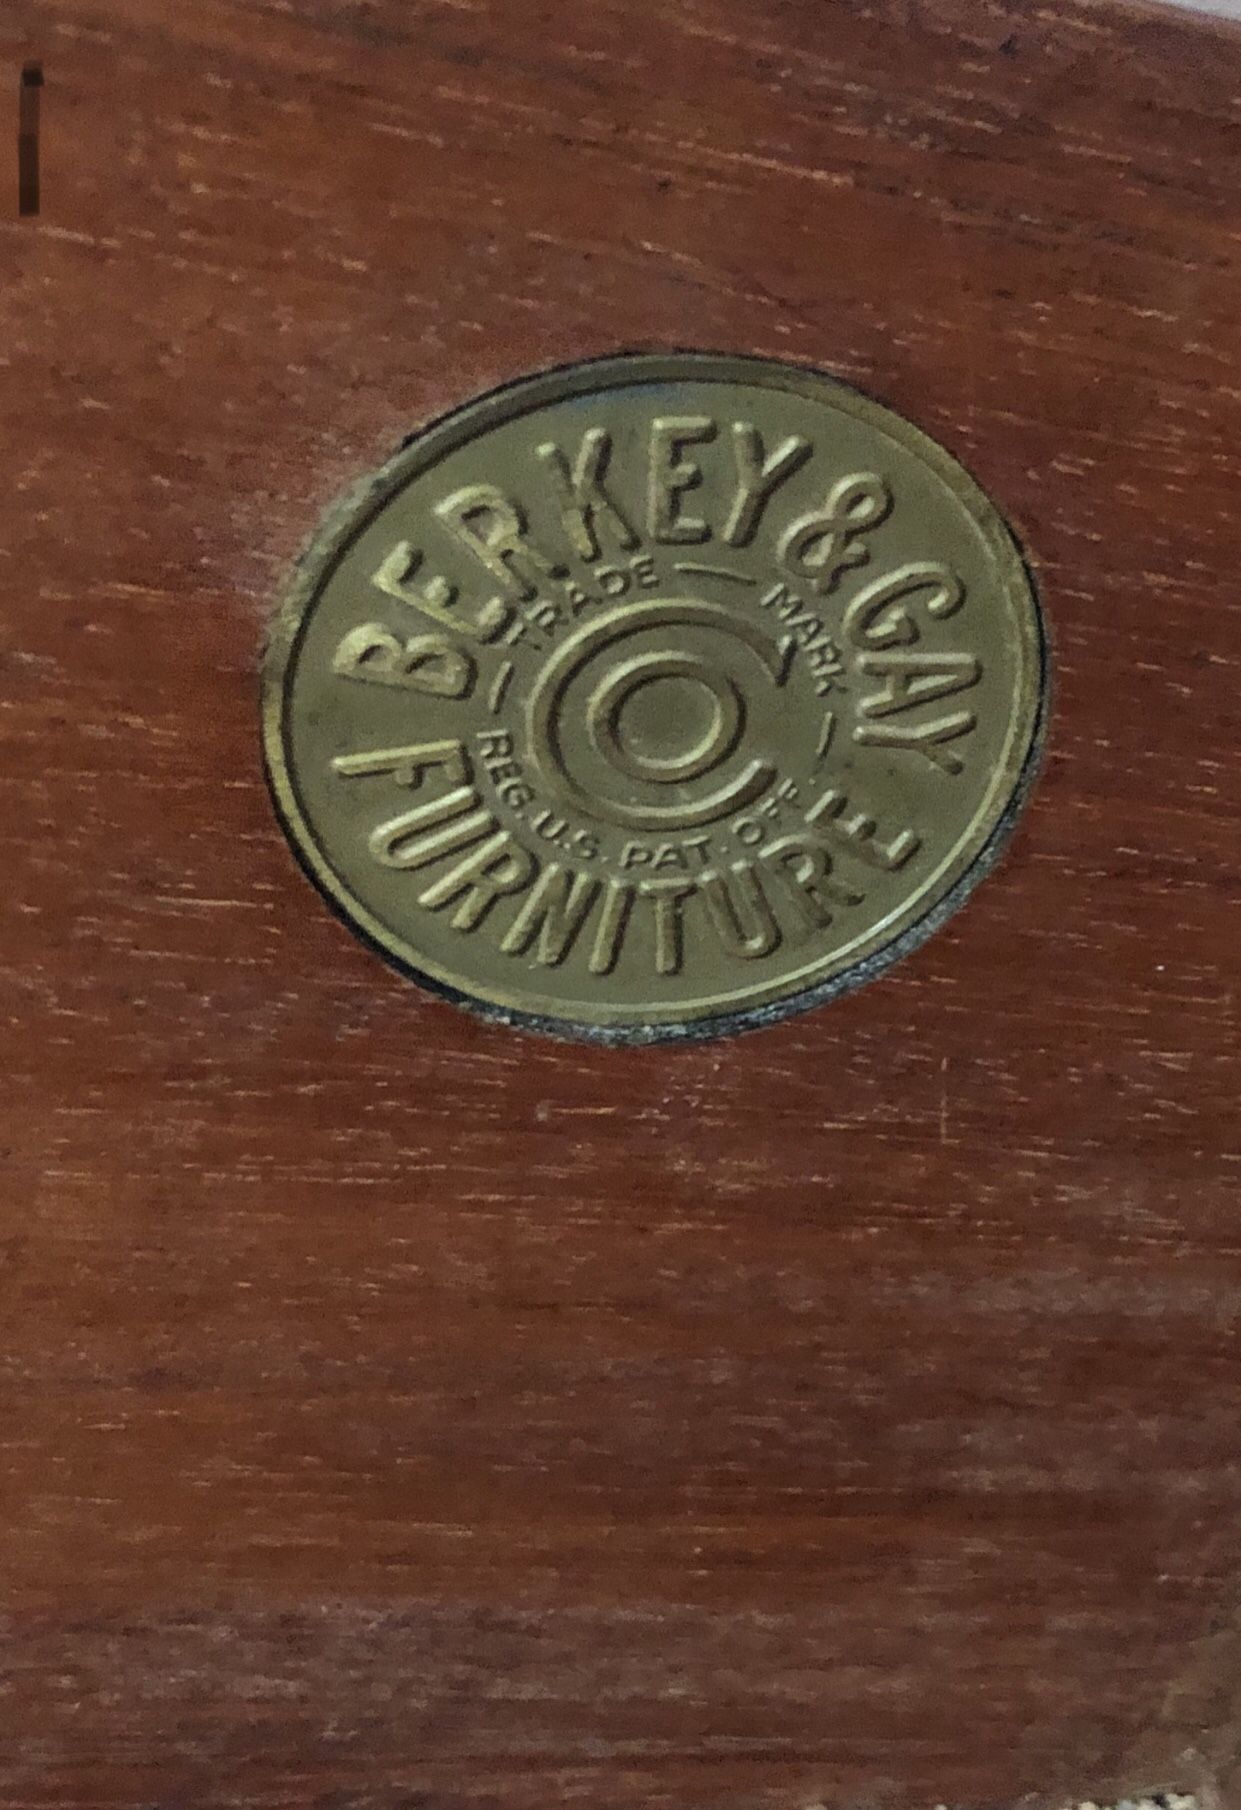 BERKEY & GAY
TRADE — MARK
REG. U.S. PAT. OFF.
FURNITURE